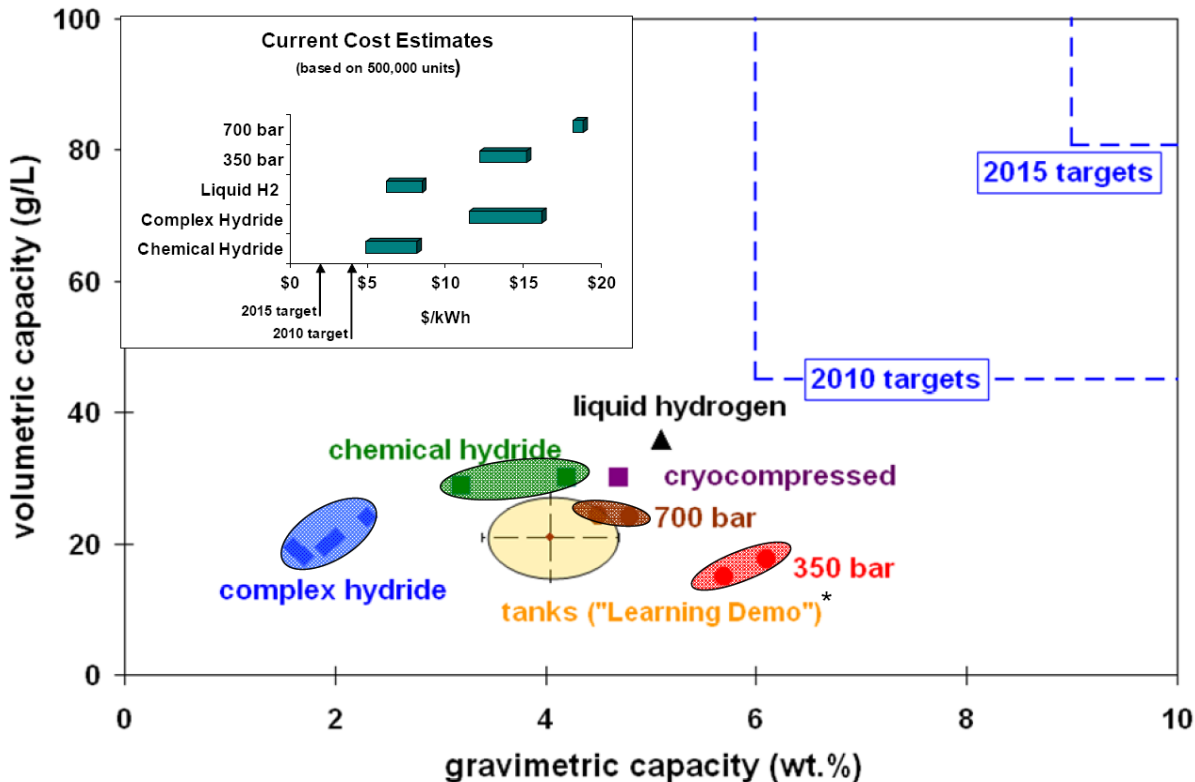 100
80
60
40
20
0
volumetric capacity (g/L)
Current Cost Estimates
(based on 500,000 units)
700 bar
350 bar
Liquid H2
Complex Hydride
Chemical Hydride
$0 $5 $10 $15 $20
2015 target
2010 target
$/kWh
2015 targets
2010 targets
liquid hydrogen
chemical hydride
cryocompressed
700 bar
350 bar
complex hydride
tanks ("Learning Demo")*
0 2 4 6 8 10
gravimetric capacity (wt.%)